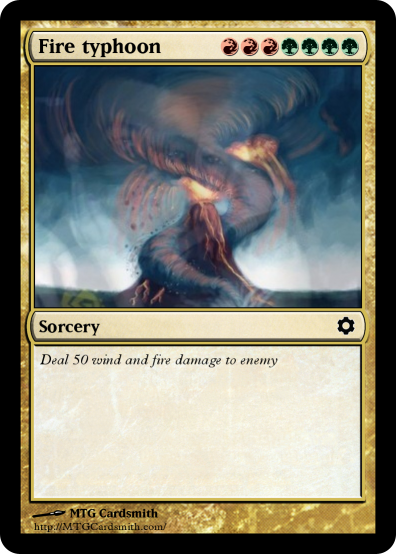 Fire typhoon
Sorcery
Deal 50 wind and fire damage to enemy
MTG Cardsmith
http://MTGCardsmith.com/